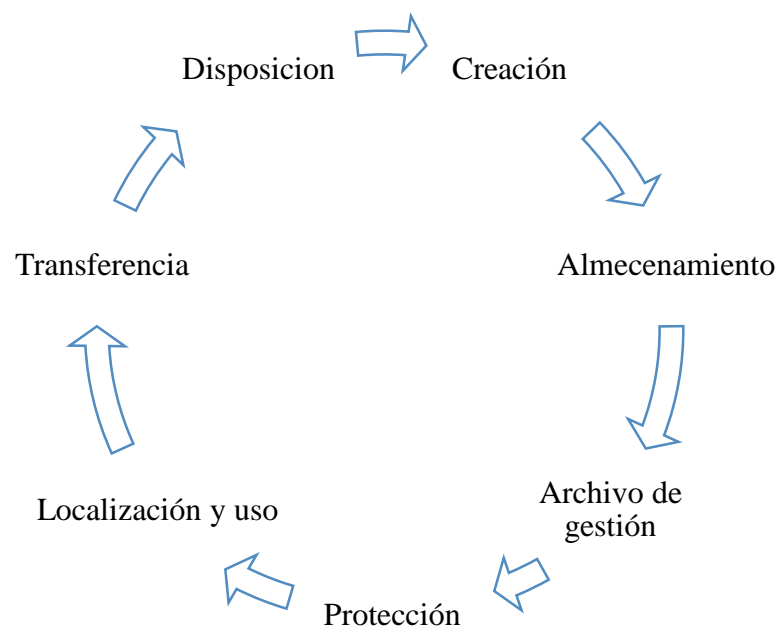 Disposicion
Creación
Transferencia
Almecenamiento
Localización y uso
Archivo de
gestión
Protección